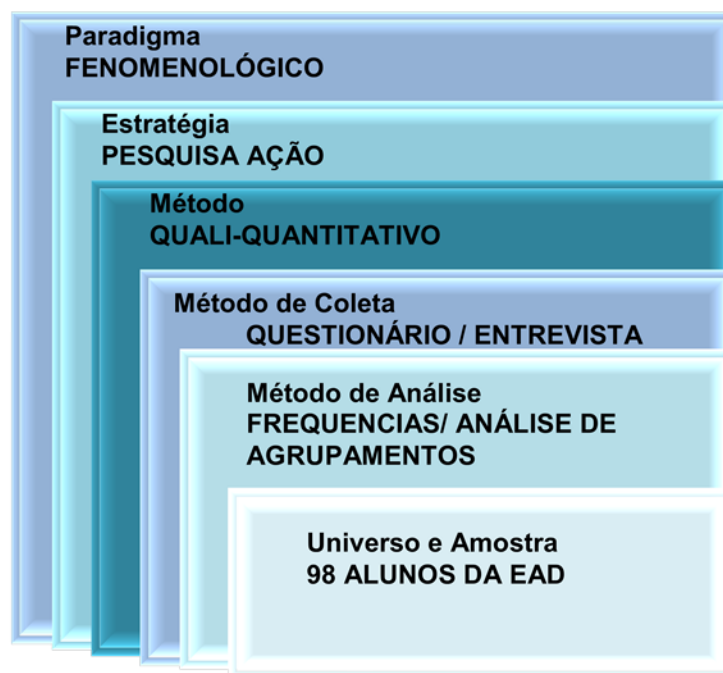 Paradigma
FENOMENOLÓGICO
Estratégia
PESQUISA AÇÃO
Método
QUALI-QUANTITATIVO
Método de Coleta
QUESTIONÁRIO / ENTREVISTA
Método de Análise
FREQUENCIAS/ ANÁLISE DE
AGRUPAMENTOS
Universo e Amostra
98 ALUNOS DA EAD